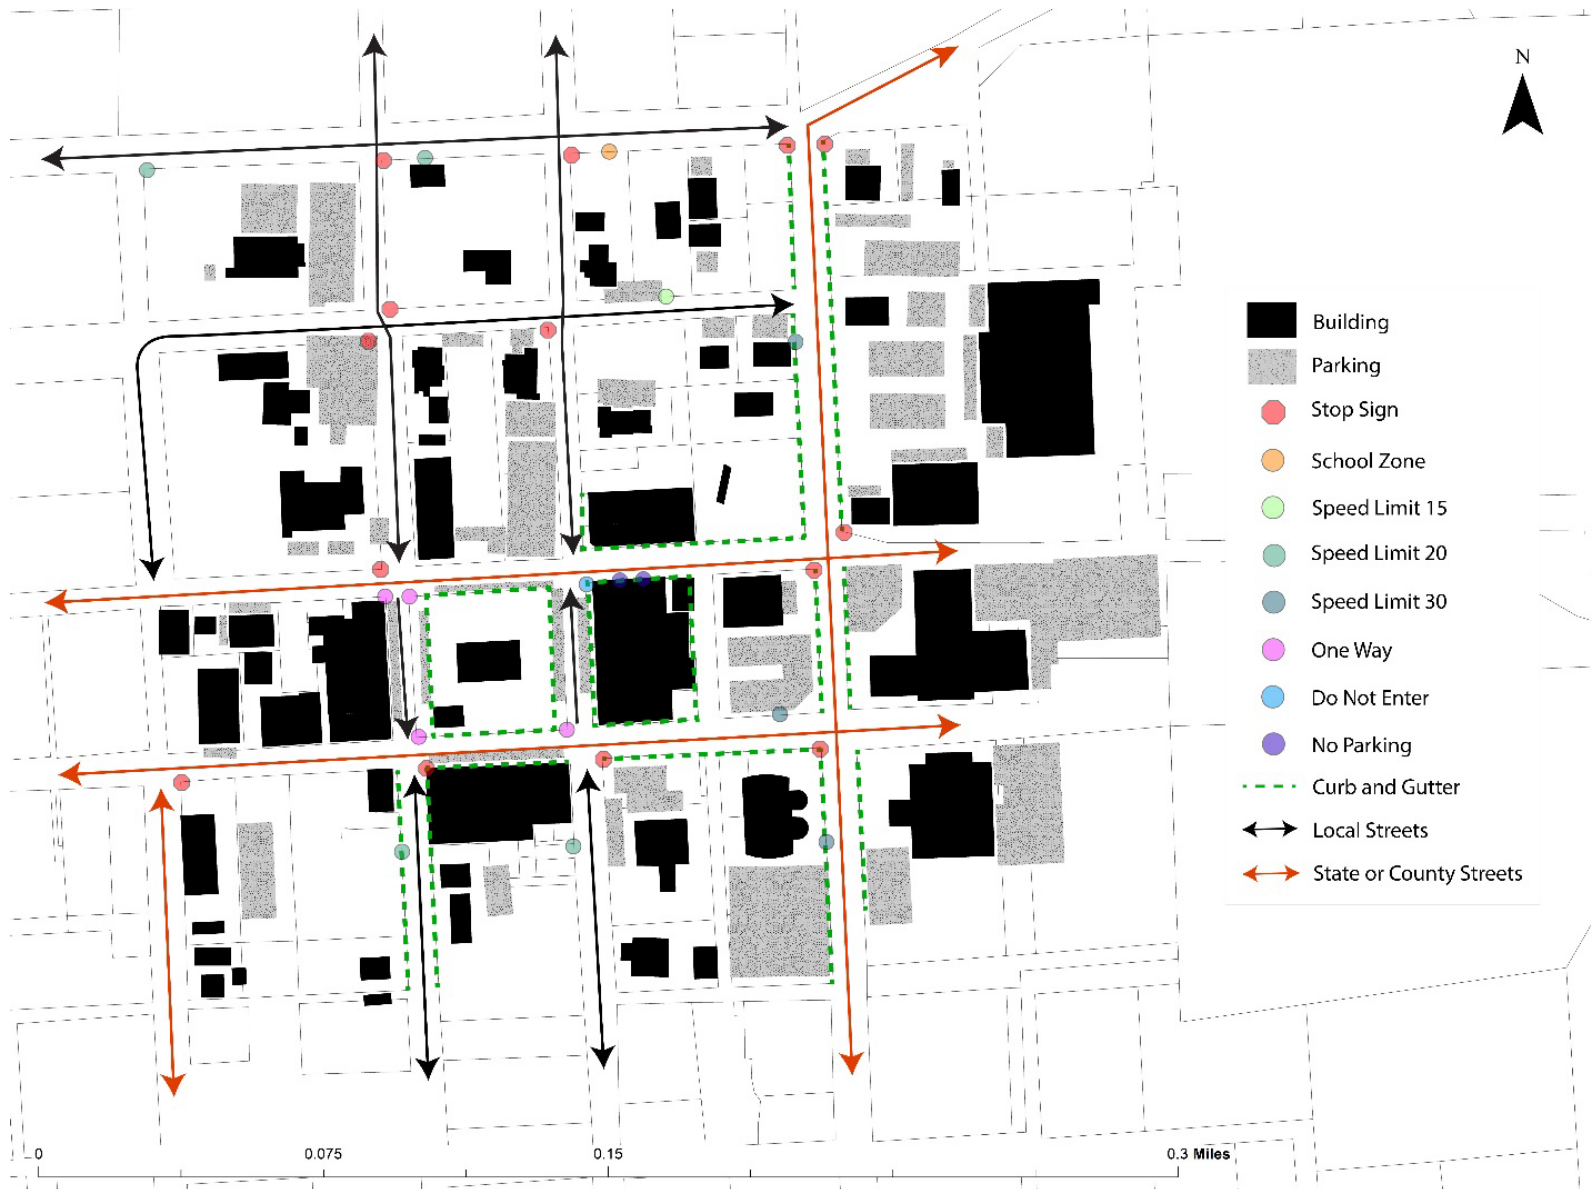 N
Building
Parking
Stop Sign
School Zone
Speed Limit 15
Speed Limit 20
Speed Limit 30
One Way
Do Not Enter
No Parking
Curb and Gutter
Local Streets
State or County Streets
0 0.075 0.15 0.3 Miles